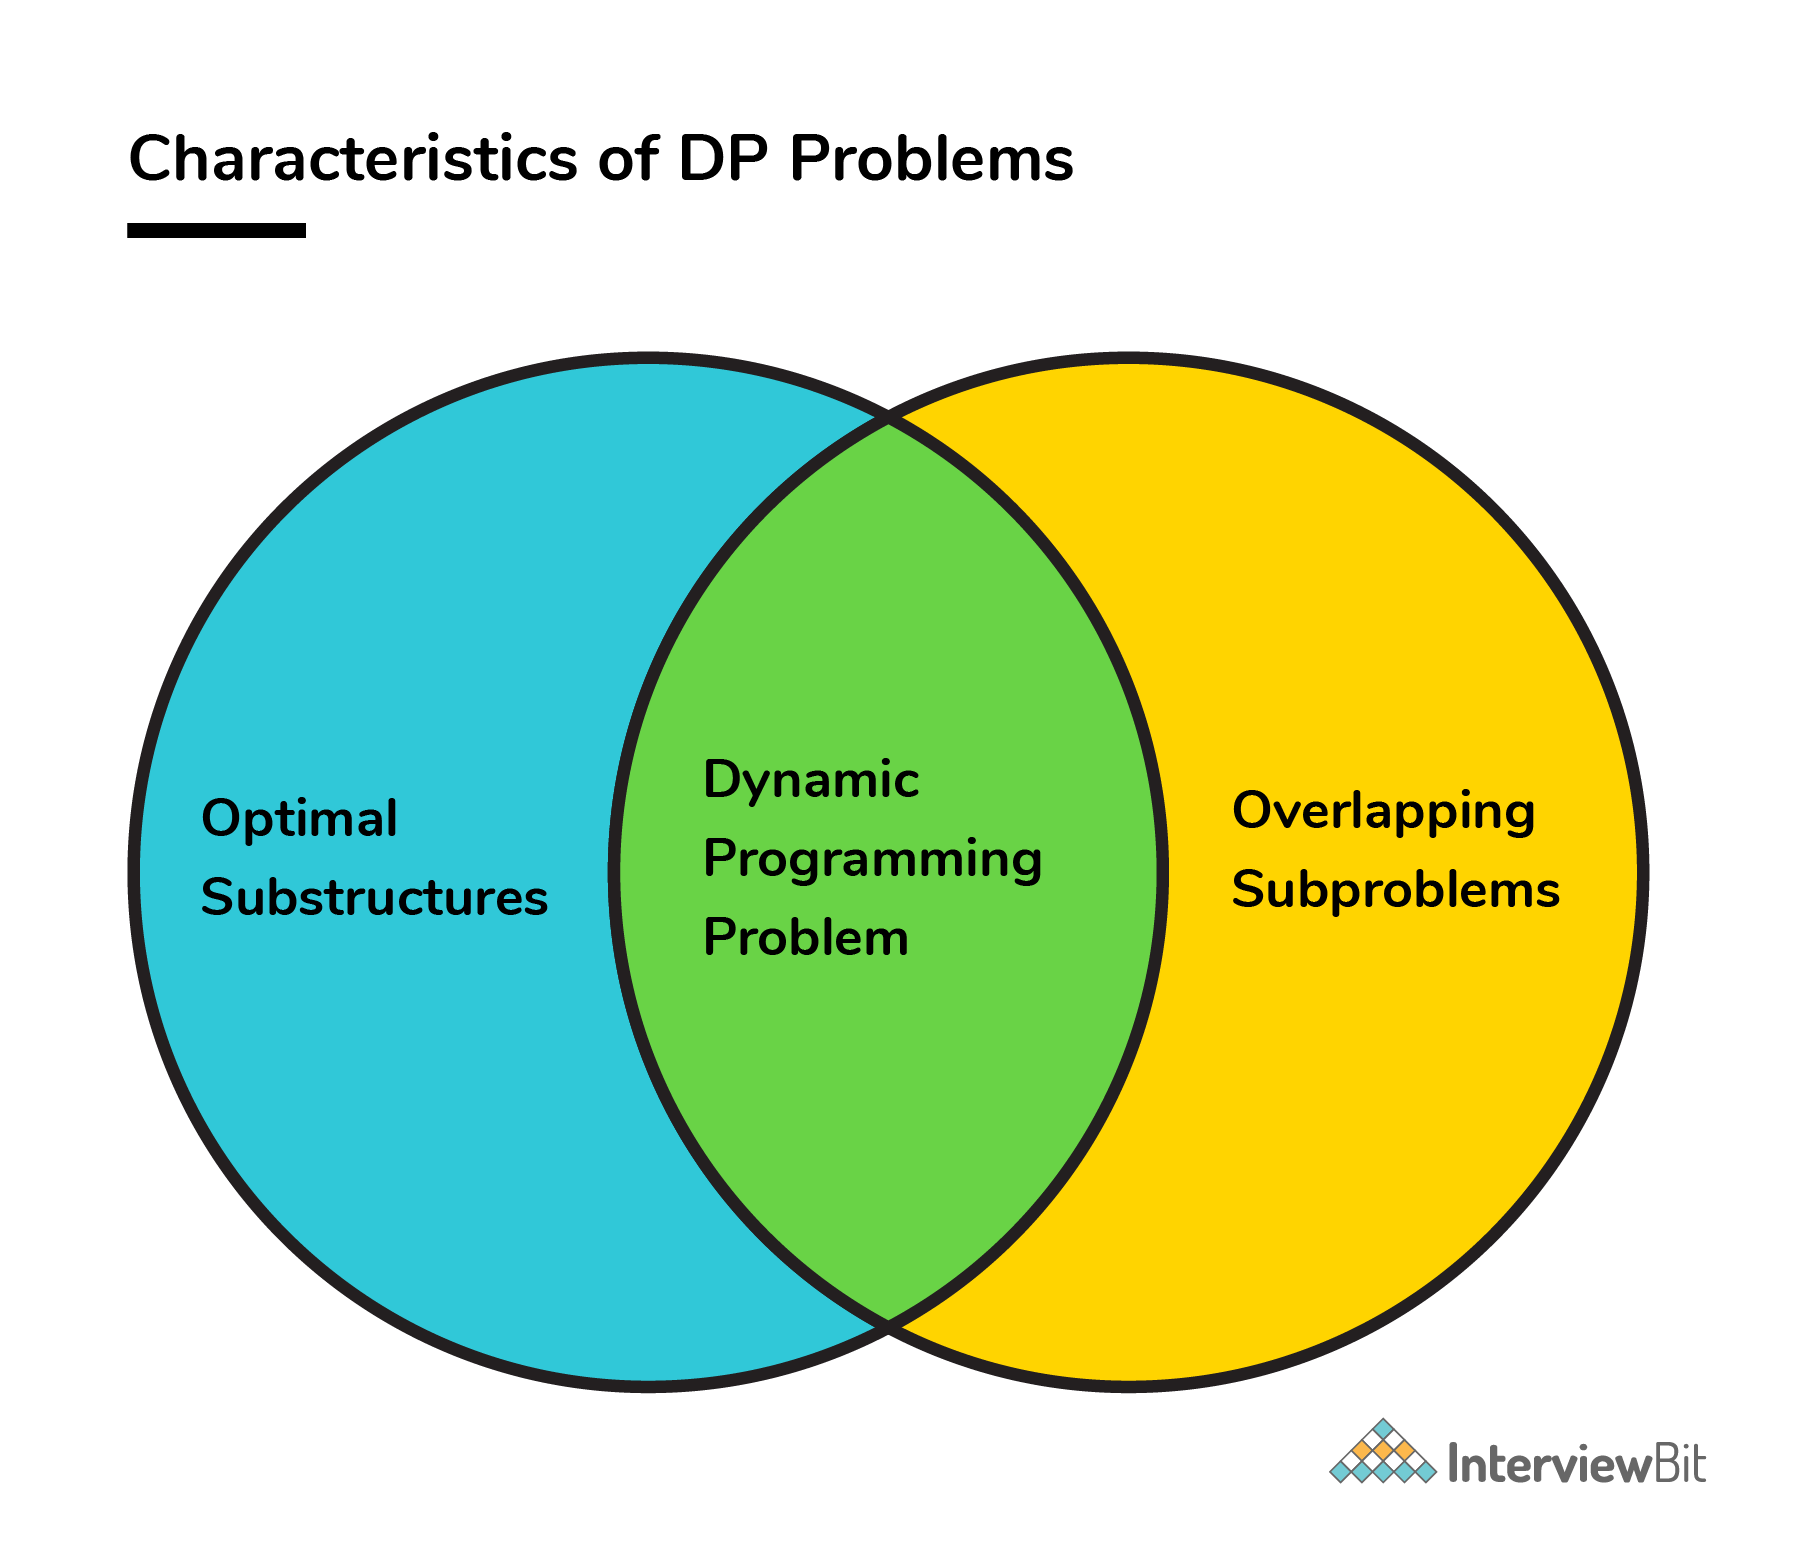 Characteristics of DP Problems
Optimal
Substructures
Dynamic
Programming
Problem
Overlapping
Subproblems
InterviewBit